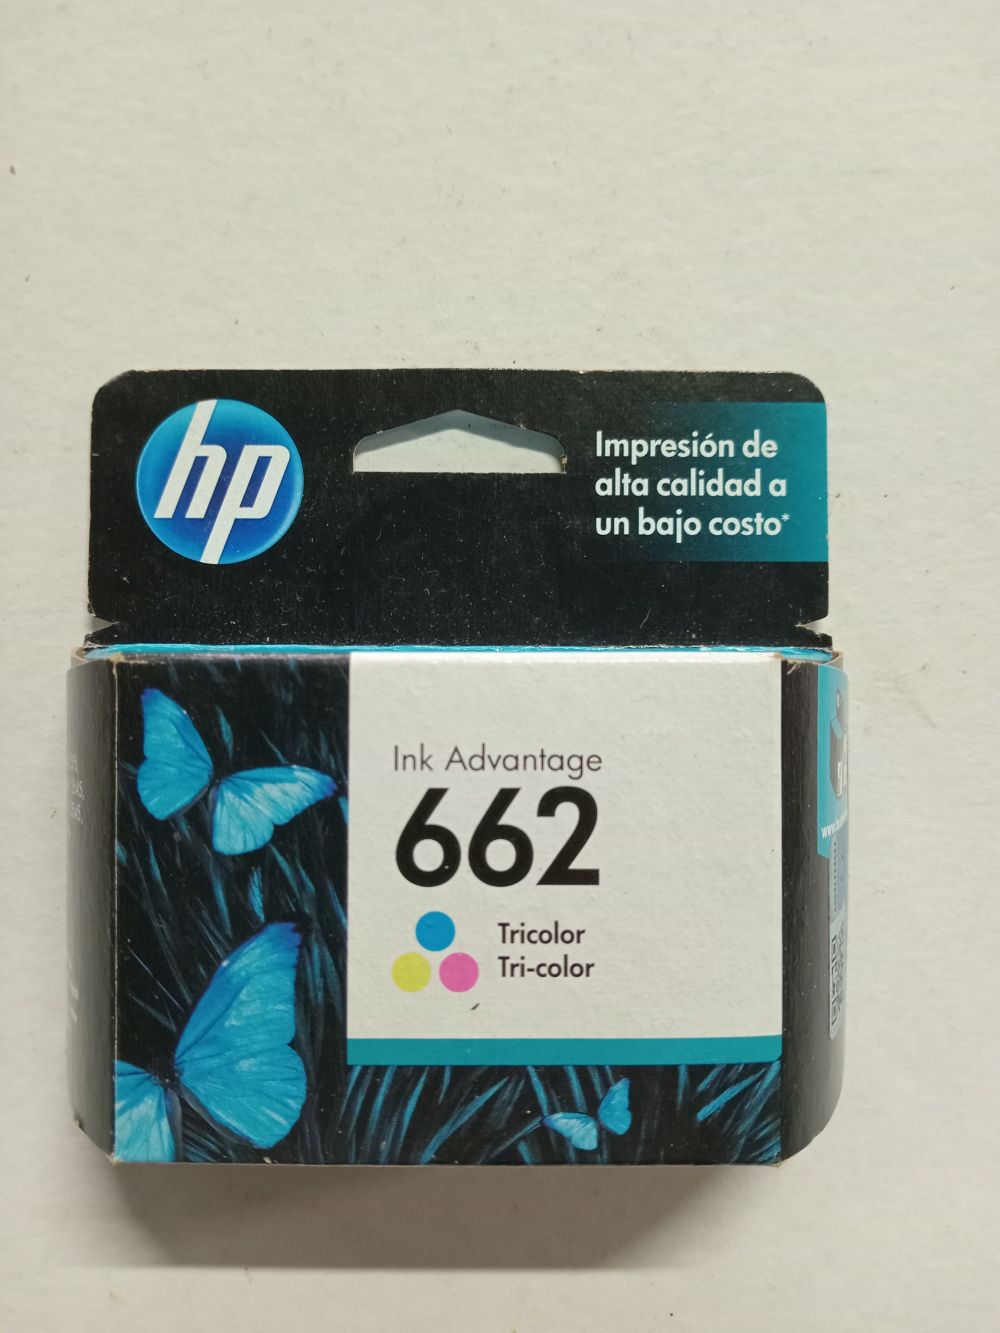 hp
Impresión de
alta calidad a
un bajo costo*
Ink Advantage
662
Tricolor
Tri-color